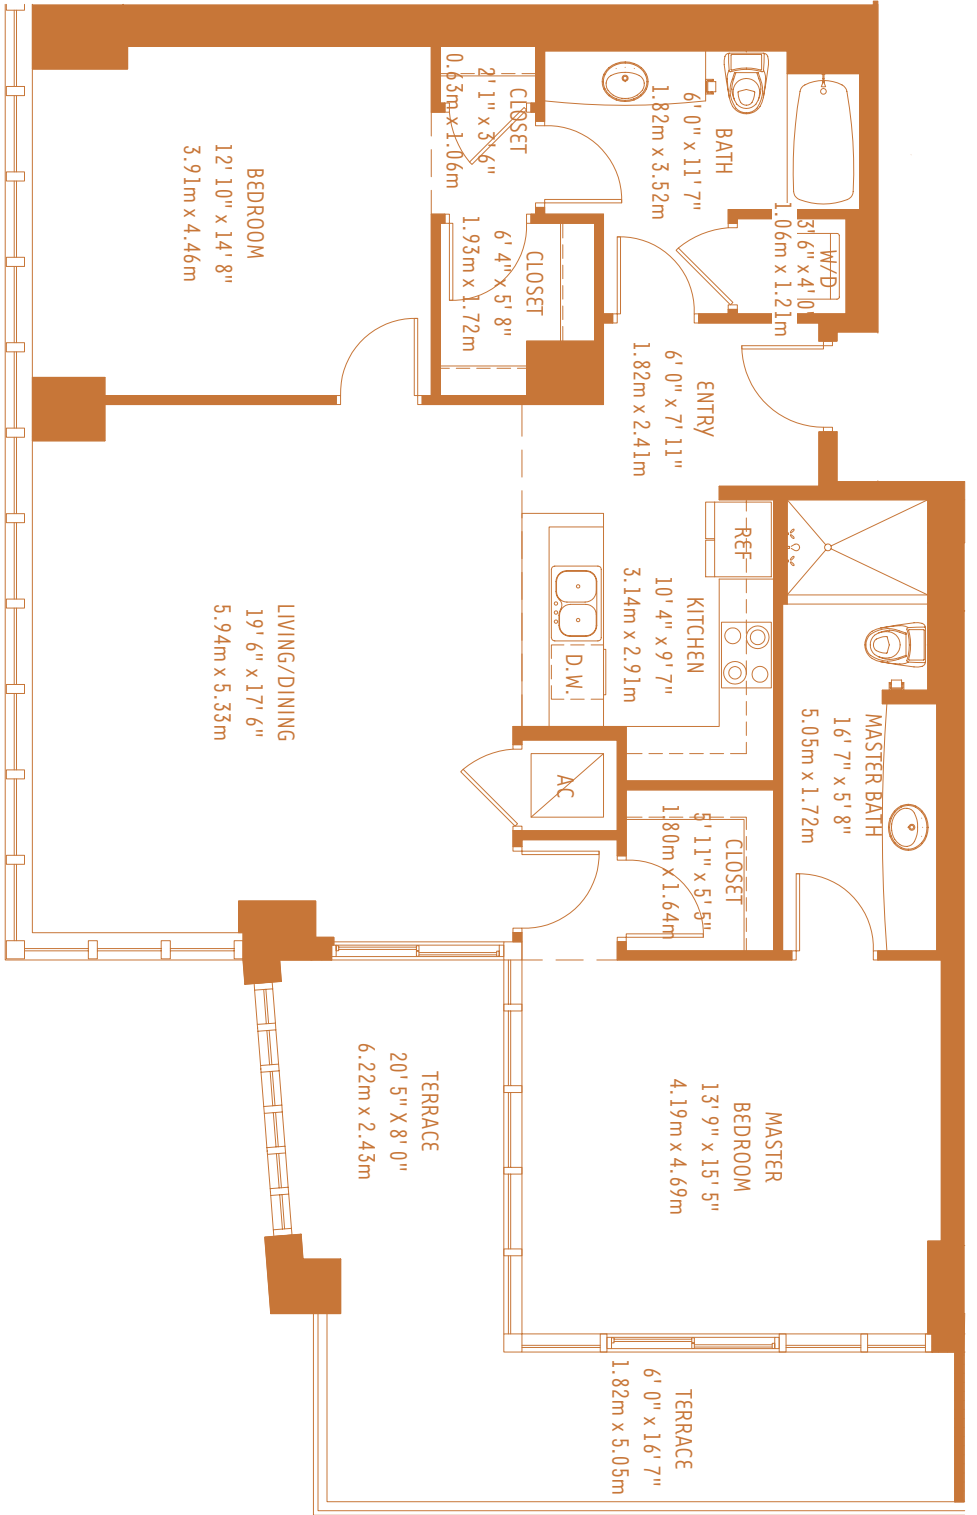 CLOSET
2' 1" x 3' 6"
0.63m x 1.06m
BATH
6' 0" x 11' 7"
1.82m x 3.52m
BEDROOM
12' 10" x 14' 8"
3.91m x 4.46m
CLOSET
6' 4" x 5' 8"
1.93m x 1.72m
W/D
3' 6" x 4' 0"
1.06m x 1.21m
ENTRY
6' 0" x 7' 11"
1.82m x 2.41m
REF
KITCHEN
10' 4" x 9' 7"
3.14m x 2.91m
D.W.
LIVING/DINING
19' 6" x 17' 6"
5.94m x 5.33m
AC
MASTER BATH
16' 7" x 5' 8"
5.05m x 1.72m
CLOSET
5' 11" x 5' 5"
1.80m x 1.64m
TERRACE
20' 5" X 8' 0"
6.22m x 2.43m
MASTER
BEDROOM
13' 9" x 15' 5"
4.19m x 4.69m
TERRACE
6' 0" x 16' 7"
1.82m x 5.05m